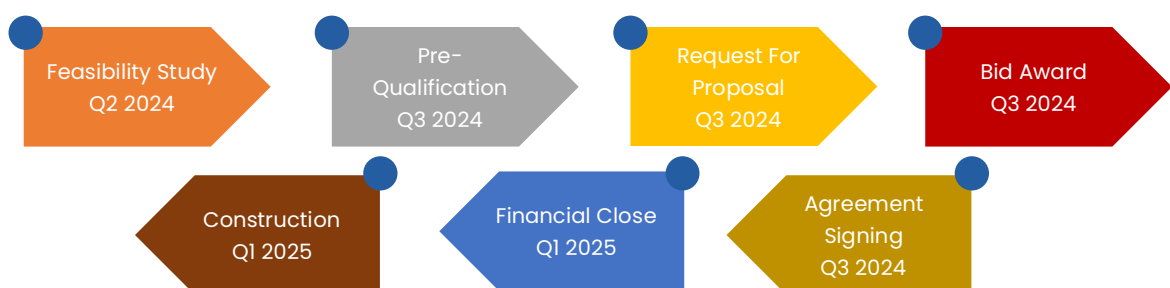 Feasibility Study
Q2 2024
Pre-
Qualification
Q3 2024
Request For
Proposal
Q3 2024
Bid Award
Q3 2024
Agreement
Signing
Q3 2024
Financial Close
Q1 2025
Construction
Q1 2025